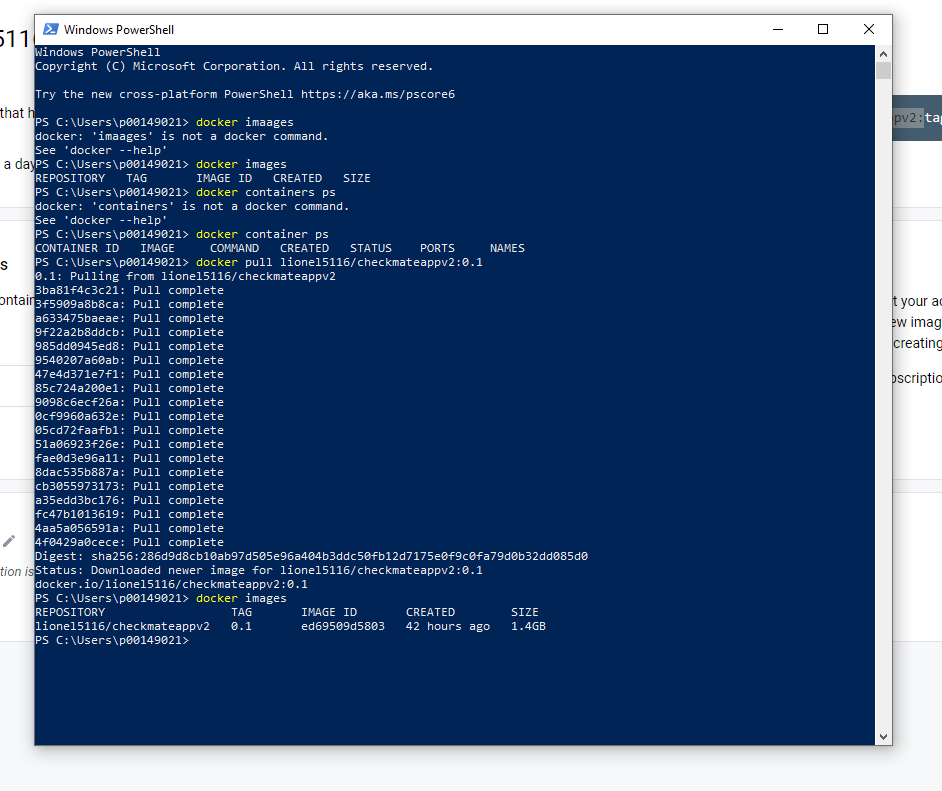 Windows PowerShell
Windows PowerShell
Copyright (C) Microsoft Corporation. All rights reserved.
Try the new cross-platform PowerShell https://aka.ms/pscore6
PS C:\Users\p00149021> docker imaages
docker: 'imaages' is not a docker command.
See 'docker --help'
PS C:\Users\p00149021> docker images
REPOSITORY TAG IMAGE ID CREATED SIZE
PS C:\Users\p00149021> docker containers ps
docker: 'containers' is not a docker command.
See 'docker --help'
PS C:\Users\p00149021> docker container ps
CONTAINER ID IMAGE COMMAND CREATED STATUS PORTS NAMES
PS C:\Users\p00149021> docker pull lionel5116/checkmateappv2:0.1
0.1: Pulling from lionel5116/checkmateappv2
3ba81f4c3c21: Pull complete
3f5909a8b8ca: Pull complete
a633475baeae: Pull complete
9f22a2b8ddcb: Pull complete
985dd0945ed8: Pull complete
9540207a60ab: Pull complete
47e4d371e7f1: Pull complete
85c724a200e1: Pull complete
9098c6ecf26a: Pull complete
0cf9960a632e: Pull complete
05cd72faafb1: Pull complete
51a06923f26e: Pull complete
fae0d3e96a11: Pull complete
8dac535b887a: Pull complete
cb3055973173: Pull complete
a35edd3bc176: Pull complete
fc47b1013619: Pull complete
4aa5a056591a: Pull complete
4f0429a0cece: Pull complete
Digest: sha256:286d9d8cb10ab97d505e96a404b3ddc50fb12d7175e0f9c0fa79d0b32dd085d0
Status: Downloaded newer image for lionel5116/checkmateappv2:0.1
docker.io/lionel5116/checkmateappv2:0.1
PS C:\Users\p00149021> docker images
REPOSITORY TAG IMAGE ID CREATED SIZE
lionel5116/checkmateappv2 0.1 ed69509d5803 42 hours ago 1.4GB
PS C:\Users\p00149021>
that h
a day
pv2:tag
t your
creating